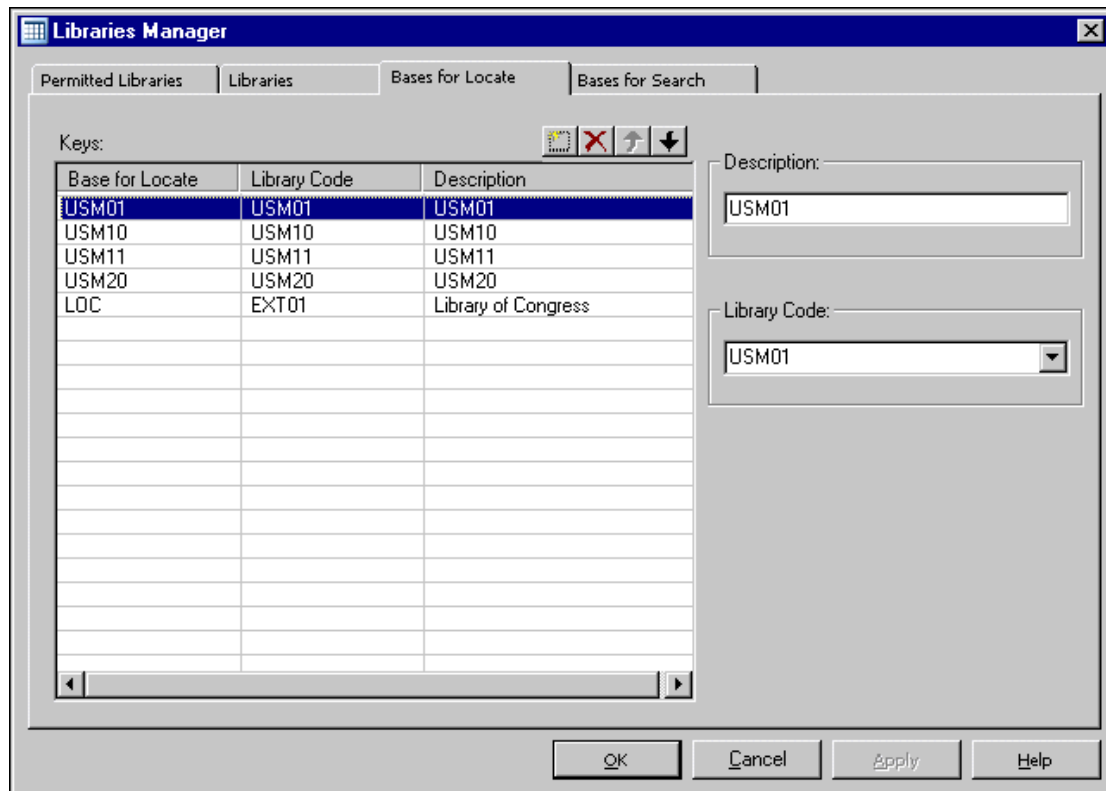 Libraries Manager
Permitted Libraries Libraries Bases for Locate Bases for Search
Keys:
Base for Locate Library Code Description
USM01 USM01 USM01
USM10 USM10 USM10
USM11 USM11 USM11
USM20 USM20 USM20
LOC EXT01 Library of Congress
Description:
USM01
Library Code:
USM01
OK Cancel Apply Help